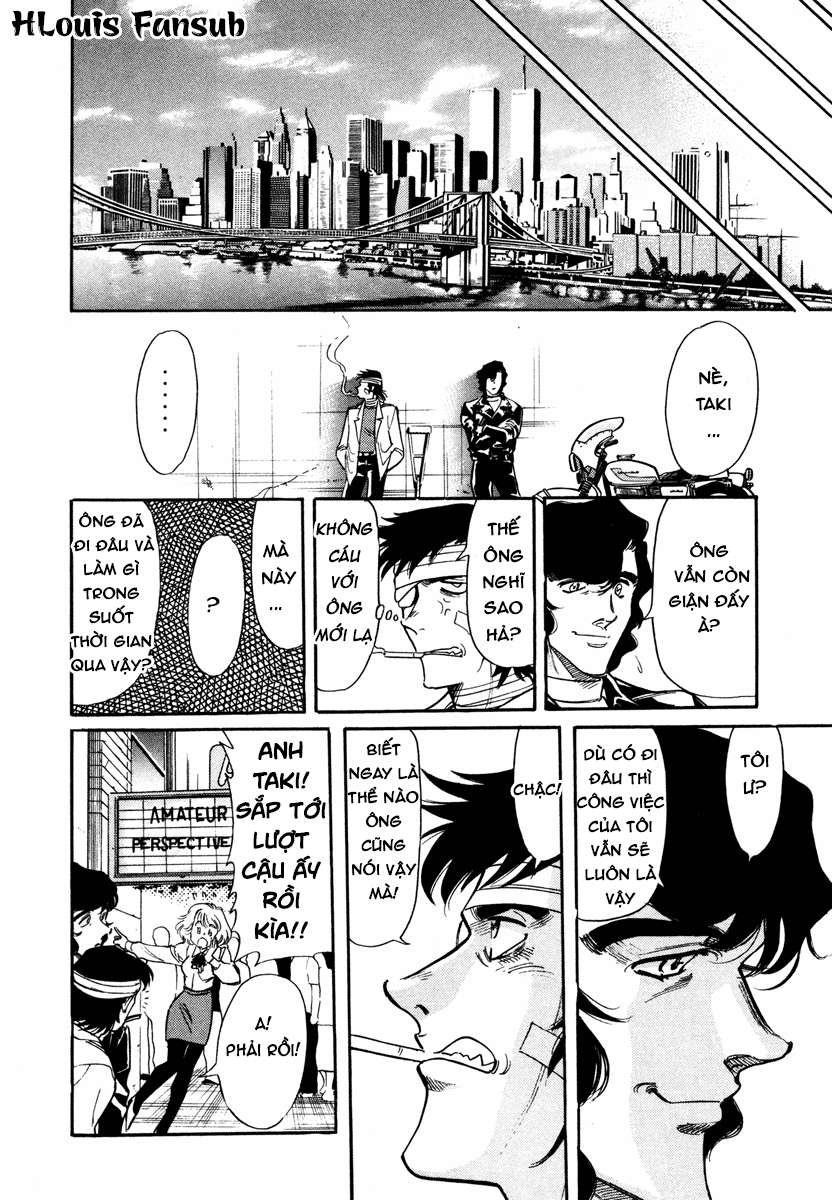 HLouis Fansub
NÈ,
TAKI
...
......
ÔNG
VẪN CÒN
GIẬN ĐẤY
À?
THẾ
ÔNG
NGHĨ
SAO
HẢ?
KHÔNG
CÁU VỚI
ÔNG
MỚI LẠ
MÀ
NÀY
...
?
ÔNG ĐÃ
ĐI ĐÂU VÀ
LÀM GÌ
TRONG
SUỐT
THỜI GIAN
QUA VẬY?
TÔI
Ư?
DÙ CÓ ĐI
ĐÂU THÌ
CÔNG VIỆC
CỦA TÔI
VẪN SẼ
LUÔN LÀ
VẬY
CHẬC!
BIẾT
NGAY LÀ
THỂ NÀO
ÔNG
CŨNG
NÓI VẬY
MÀ!
ANH
TAKI!
SẮP TỚI
LƯỢT
CẬU ẤY
RỒI
KÌA!!
AMATEUR
PERSPECTIVE
A!
PHẢI RỒI!